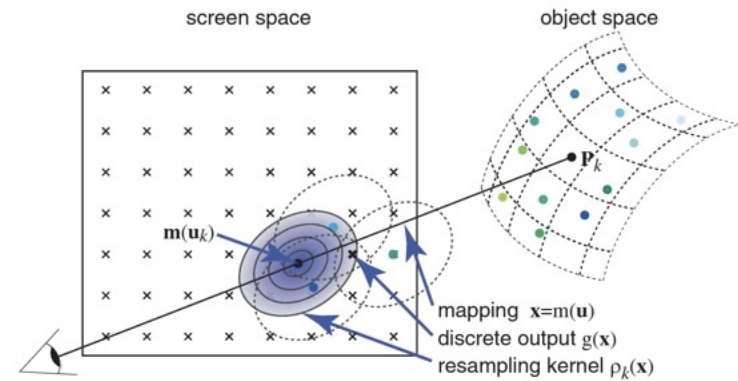 screen space
object space
P_k
m(u_k)
mapping x=m(u)
discrete output g(x)
resampling kernel ρ_k(x)